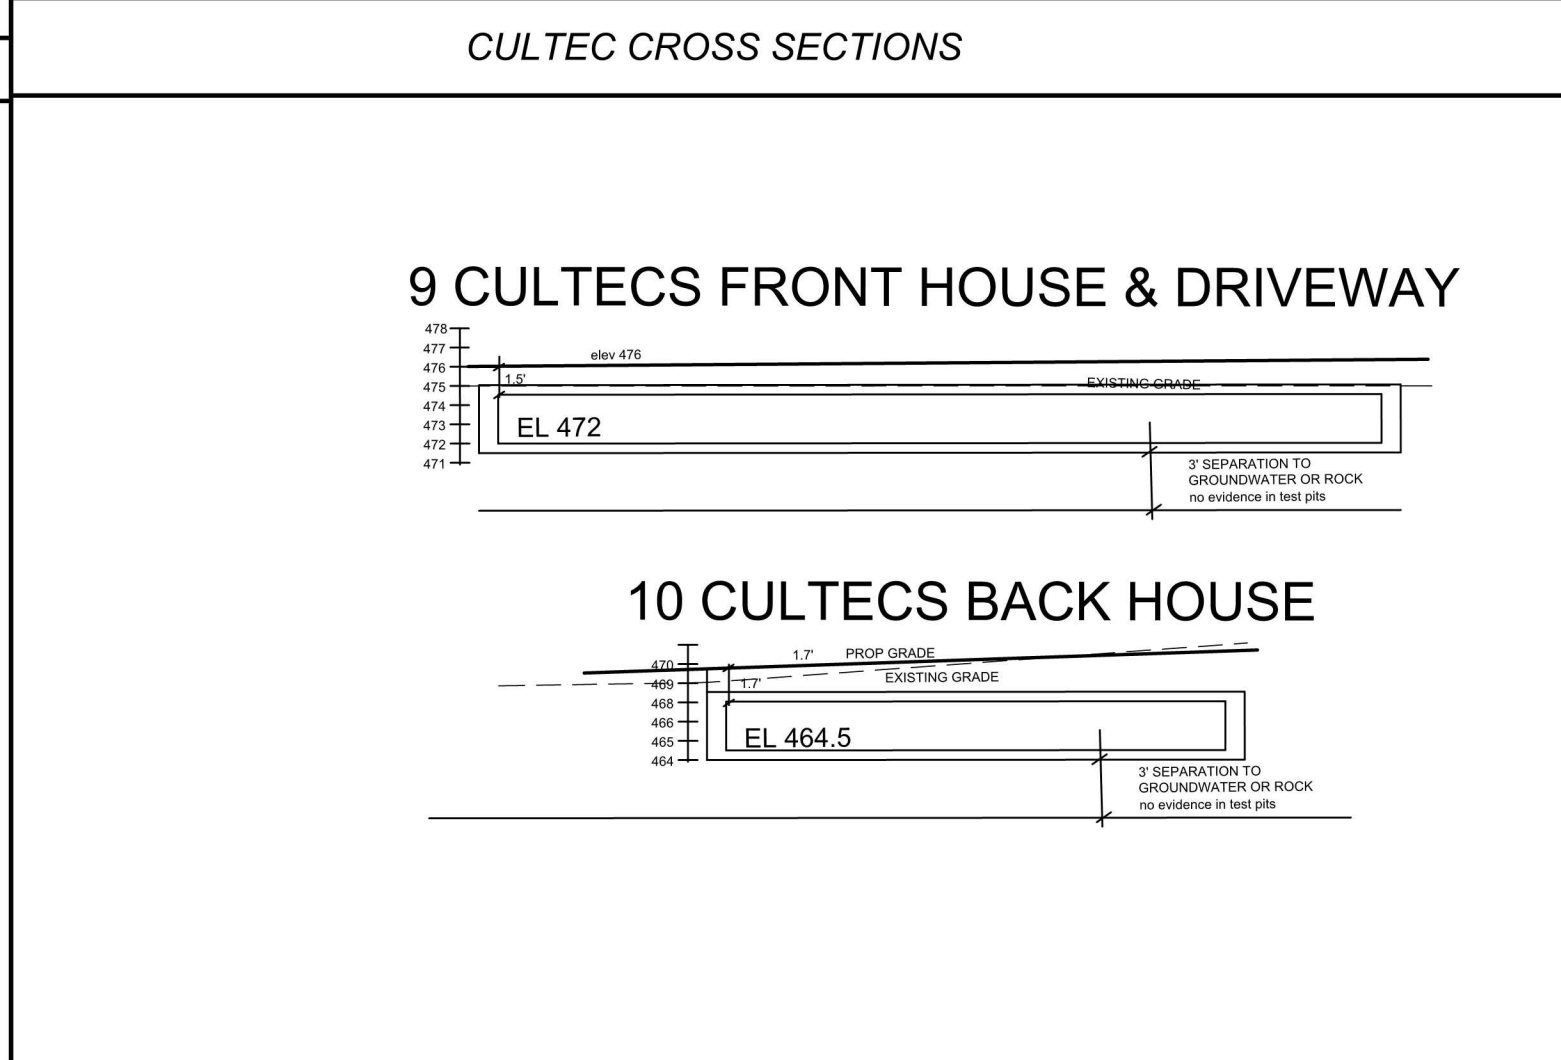 CULTEC CROSS SECTIONS
9 CULTECS FRONT HOUSE & DRIVEWAY
478
477
476
475
474
473
472
471
elev 476
1.5'
EXISTING GRADE
EL 472
3' SEPARATION TO
GROUNDWATER OR ROCK
no evidence in test pits
10 CULTECS BACK HOUSE
470
469
468
466
465
464
1.7' PROP GRADE
1.7'
EXISTING GRADE
EL 464.5
3' SEPARATION TO
GROUNDWATER OR ROCK
no evidence in test pits